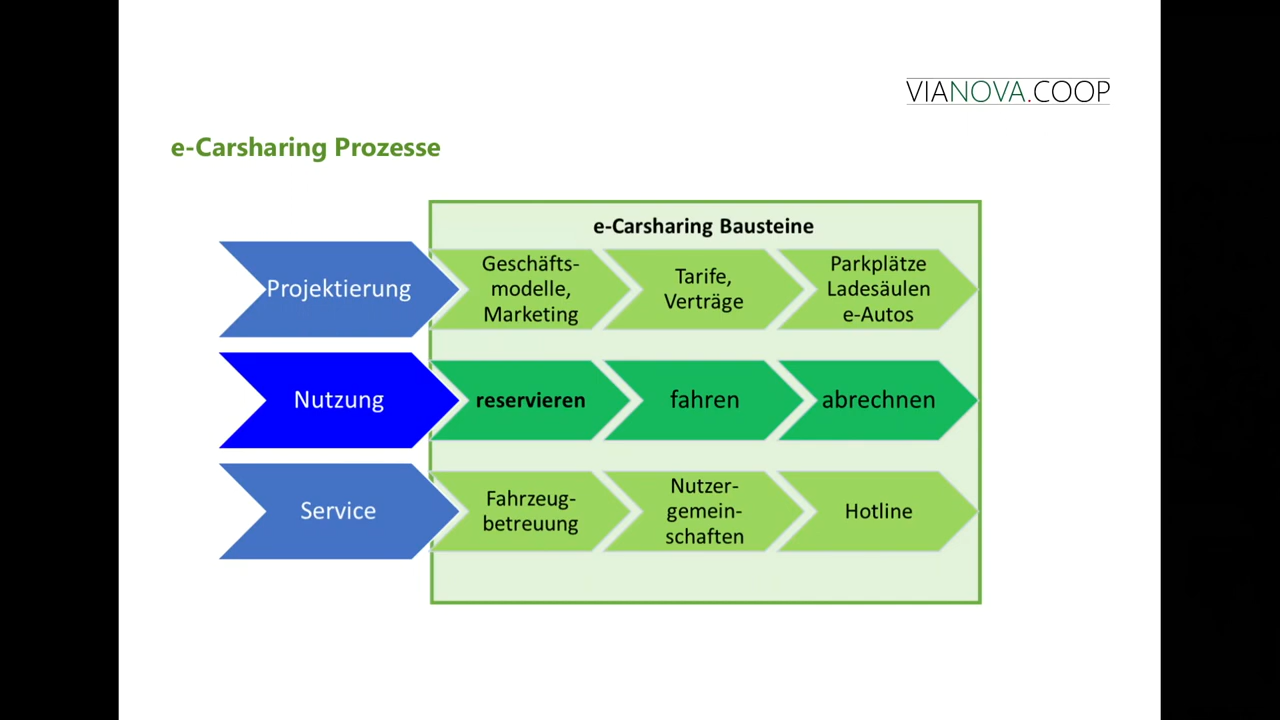 VIANOVA.COOP
e-Carsharing Prozesse
e-Carsharing Bausteine
Projektierung
Geschäfts-
modelle,
Marketing
Tarife,
Verträge
Parkplätze
Ladesäulen
e-Autos
Nutzung
reservieren
fahren
abrechnen
Service
Fahrzeug-
betreuung
Nutzer-
gemein-
schaften
Hotline